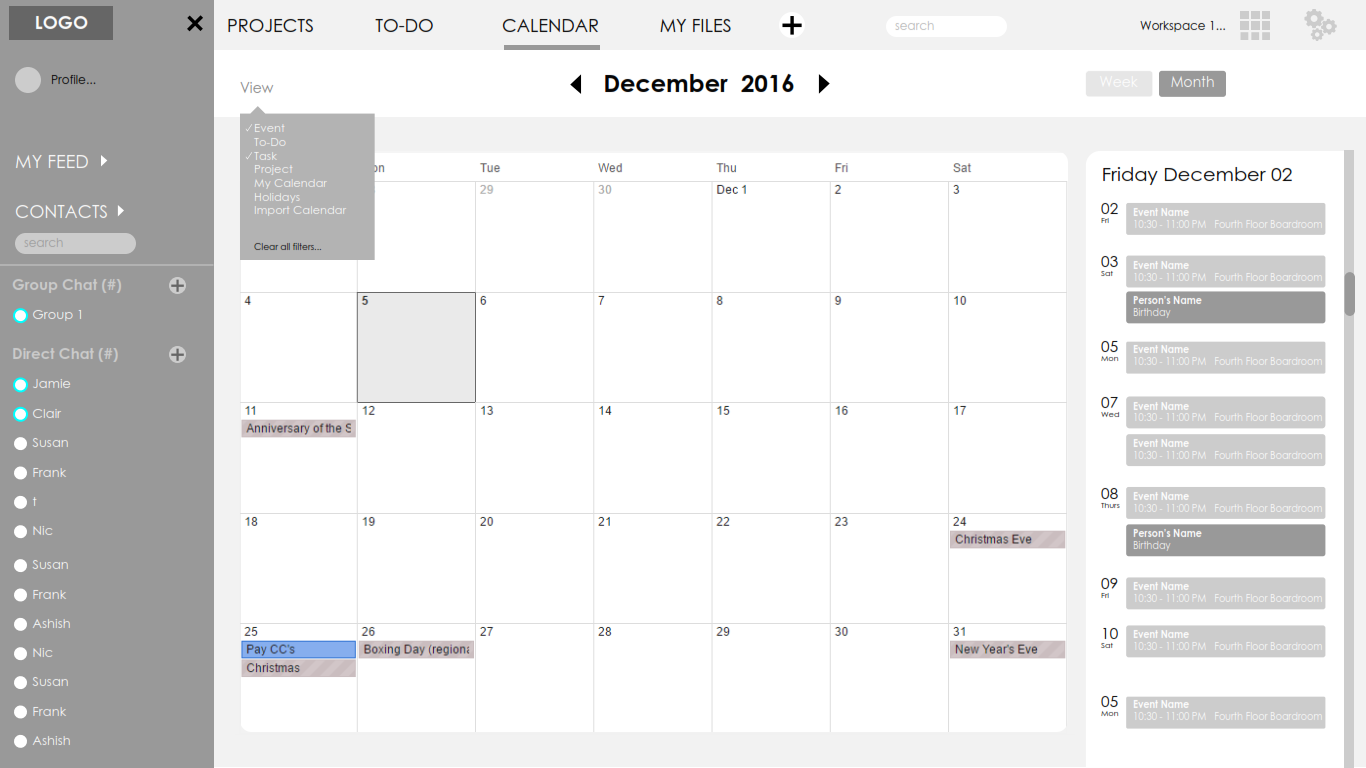 LOGO
Profile...
MY FEED
CONTACTS
search
Group Chat (#)
Group 1
Direct Chat (#)
Jamie
Clair
Susan
Frank
t
Nic
Susan
Frank
Ashish
Nic
Susan
Frank
Ashish
PROJECTS TO-DO CALENDAR MY FILES search Workspace 1...
View December 2016 Week Month
✓Event
To-Do
✓Task
Project
My Calendar
Holidays
Import Calendar
Clear all filters...
on Tue Wed Thu Fri Sat
29 30 Dec 1 2 3
4 5 6 7 8 9 10
11 12 13 14 15 16 17
Anniversary of the S
18 19 20 21 22 23 24
Christmas Eve
25 26 27 28 29 30 31
Pay CC's Boxing Day (regiona New Year's Eve
Christmas
Friday December 02
02 Event Name
Fri 10:30 - 11:00 PM Fourth Floor Boardroom
03 Event Name
Sat 10:30 - 11:00 PM Fourth Floor Boardroom
Person's Name
Birthday
05 Event Name
Mon 10:30 - 11:00 PM Fourth Floor Boardroom
07 Event Name
Wed 10:30 - 11:00 PM Fourth Floor Boardroom
Event Name
10:30 - 11:00 PM Fourth Floor Boardroom
08 Event Name
Thurs 10:30 - 11:00 PM Fourth Floor Boardroom
Person's Name
Birthday
09 Event Name
Fri 10:30 - 11:00 PM Fourth Floor Boardroom
10 Event Name
Sat 10:30 - 11:00 PM Fourth Floor Boardroom
05 Event Name
Mon 10:30 - 11:00 PM Fourth Floor Boardroom